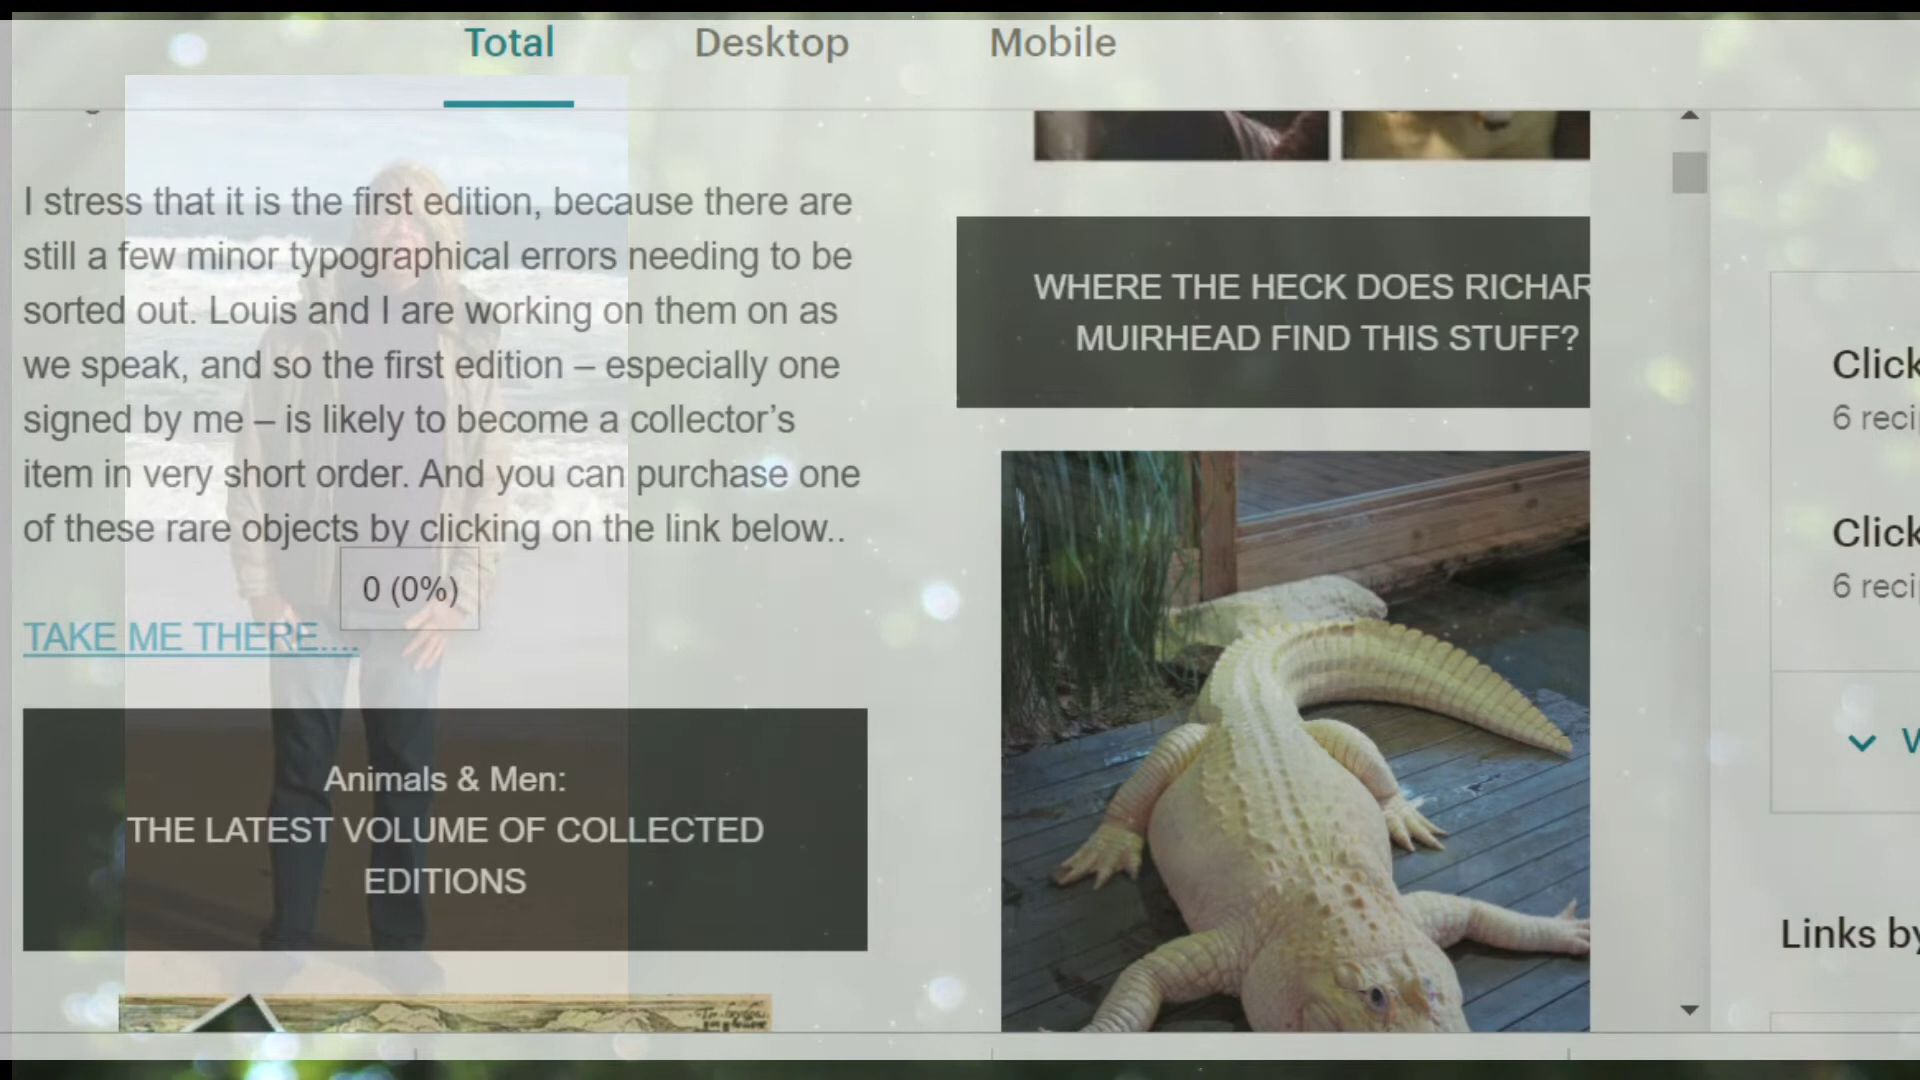 Total Desktop Mobile
I stress that it is the first edition, because there are
still a few minor typographical errors needing to be
sorted out. Louis and I are working on them on as
we speak, and so the first edition – especially one
signed by me – is likely to become a collector’s
item in very short order. And you can purchase one
of these rare objects by clicking on the link below..
0 (0%)
TAKE ME THERE....
Animals & Men:
THE LATEST VOLUME OF COLLECTED
EDITIONS
WHERE THE HECK DOES RICHAR
MUIRHEAD FIND THIS STUFF?
Click
6 reci
Click
6 reci
V
Links by